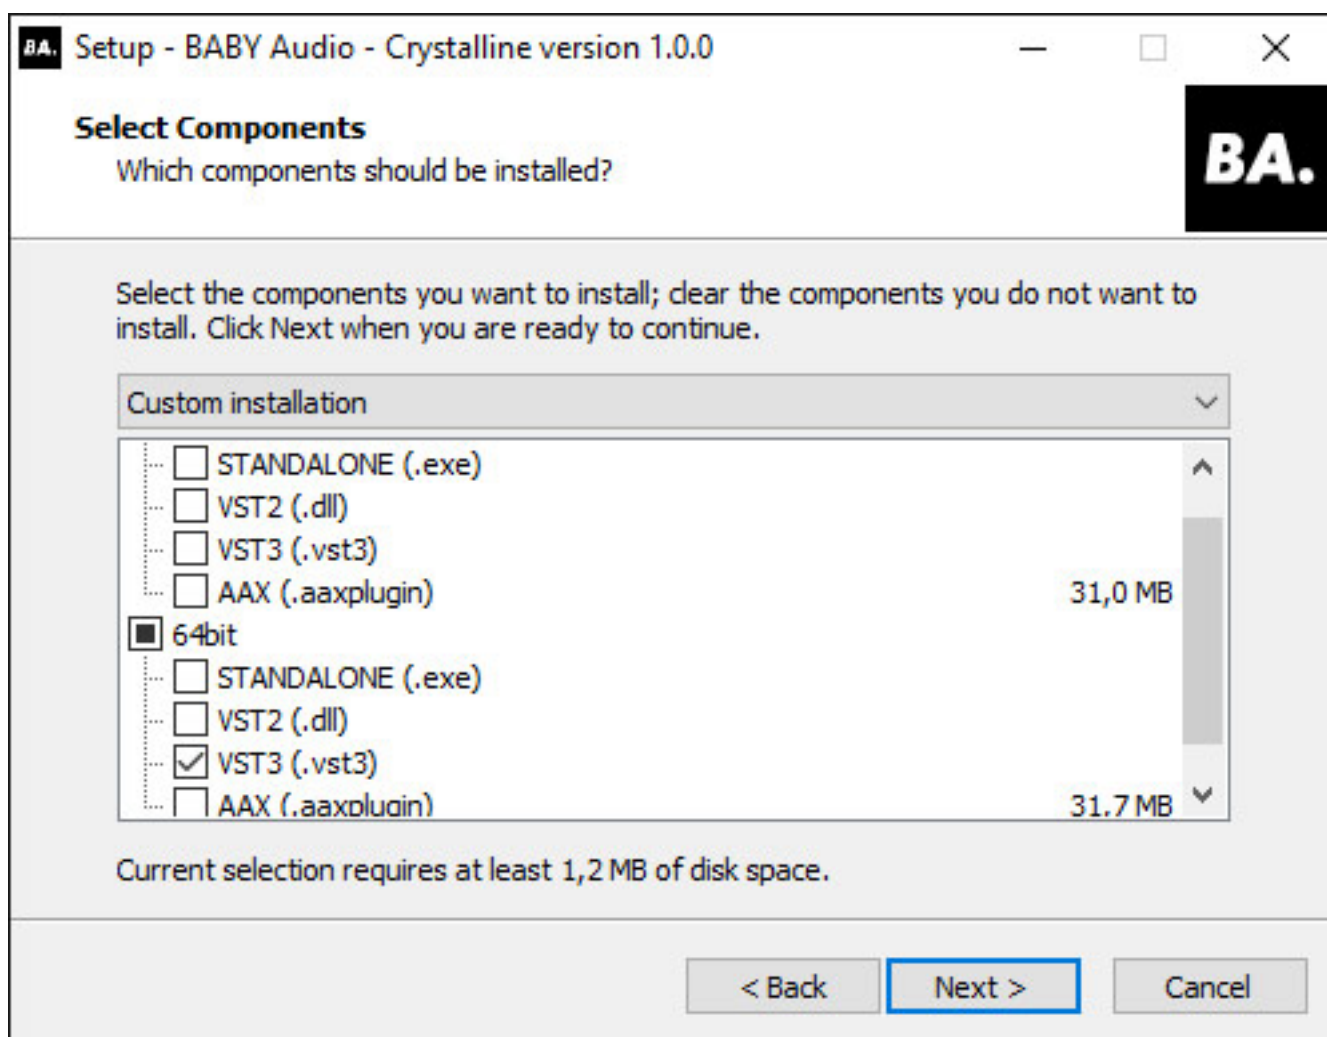 BA. Setup - BABY Audio - Crystalline version 1.0.0
Select Components
Which components should be installed?
BA.
Select the components you want to install; clear the components you do not want to
install. Click Next when you are ready to continue.
Custom installation
STANDALONE (.exe)
VST2 (.dll)
VST3 (.vst3)
AAX (.aaxplugin) 31,0 MB
64bit
STANDALONE (.exe)
VST2 (.dll)
VST3 (.vst3)
AAX (.aaxplugin) 31,7 MB
Current selection requires at least 1,2 MB of disk space.
< Back Next > Cancel